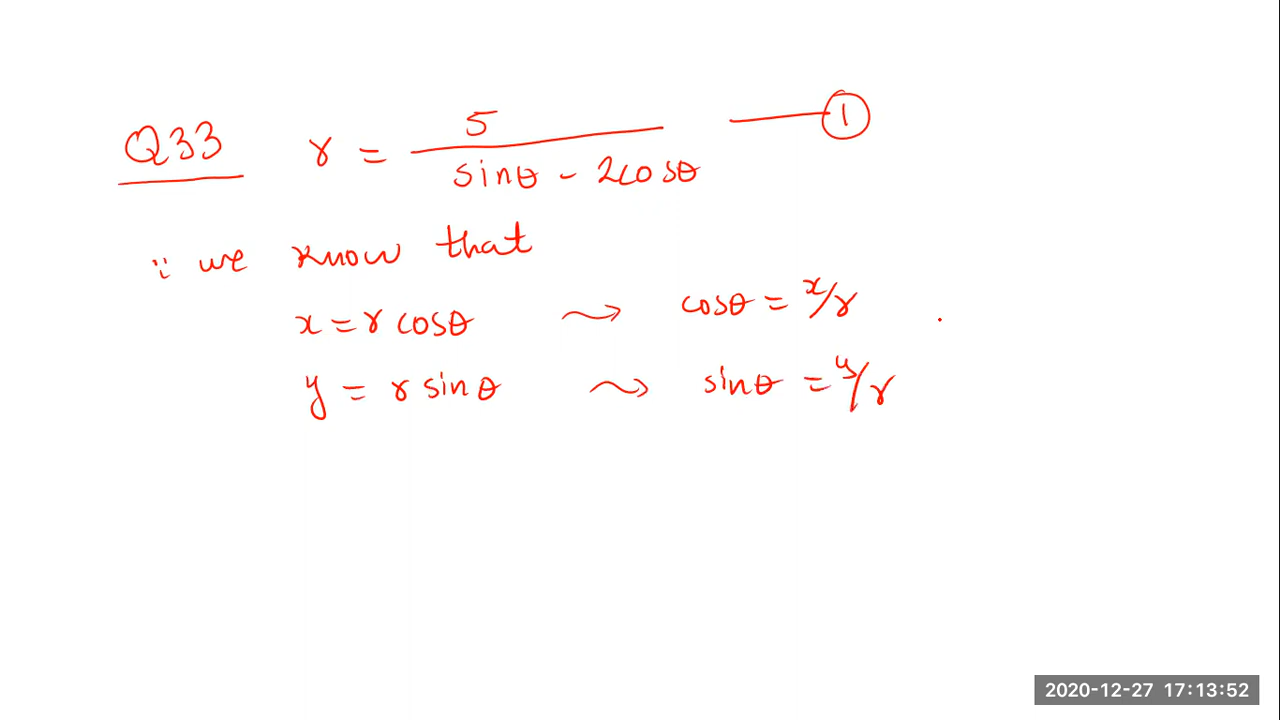 Q33 r = 5 / (sinθ - 2cosθ) —— ①
∵ we know that
x = r cosθ ⇝ cosθ = x/r
y = r sinθ ⇝ sinθ = y/r
2020-12-27 17:13:52